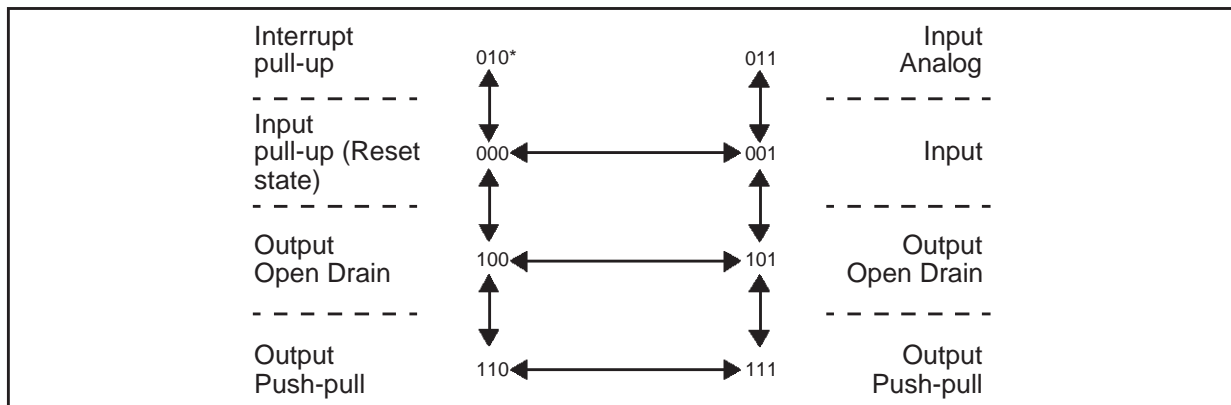 Interrupt
pull-up
010*
011
Input
Analog
Input
pull-up (Reset
state)
000
001
Input
Output
Open Drain
100
101
Output
Open Drain
Output
Push-pull
110
111
Output
Push-pull